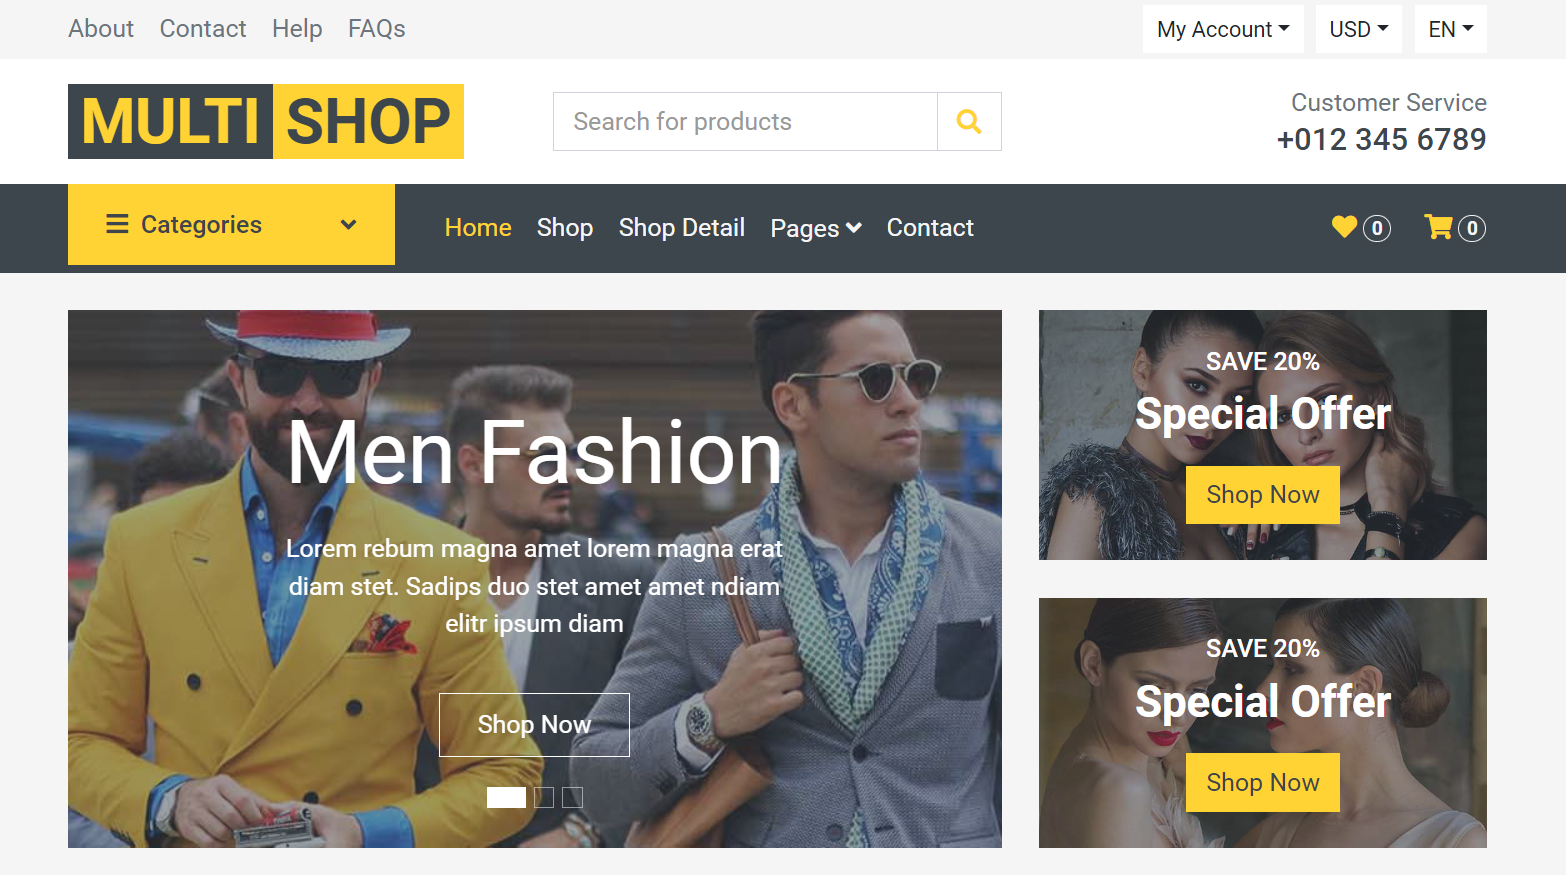 About Contact Help FAQs My Account USD EN
MULTI SHOP
Search for products
Customer Service
+012 345 6789
Categories Home Shop Shop Detail Pages Contact 0 0
Men Fashion
Lorem rebum magna amet lorem magna erat
diam stet. Sadips duo stet amet amet ndiam
elitr ipsum diam
Shop Now
SAVE 20%
Special Offer
Shop Now
SAVE 20%
Special Offer
Shop Now